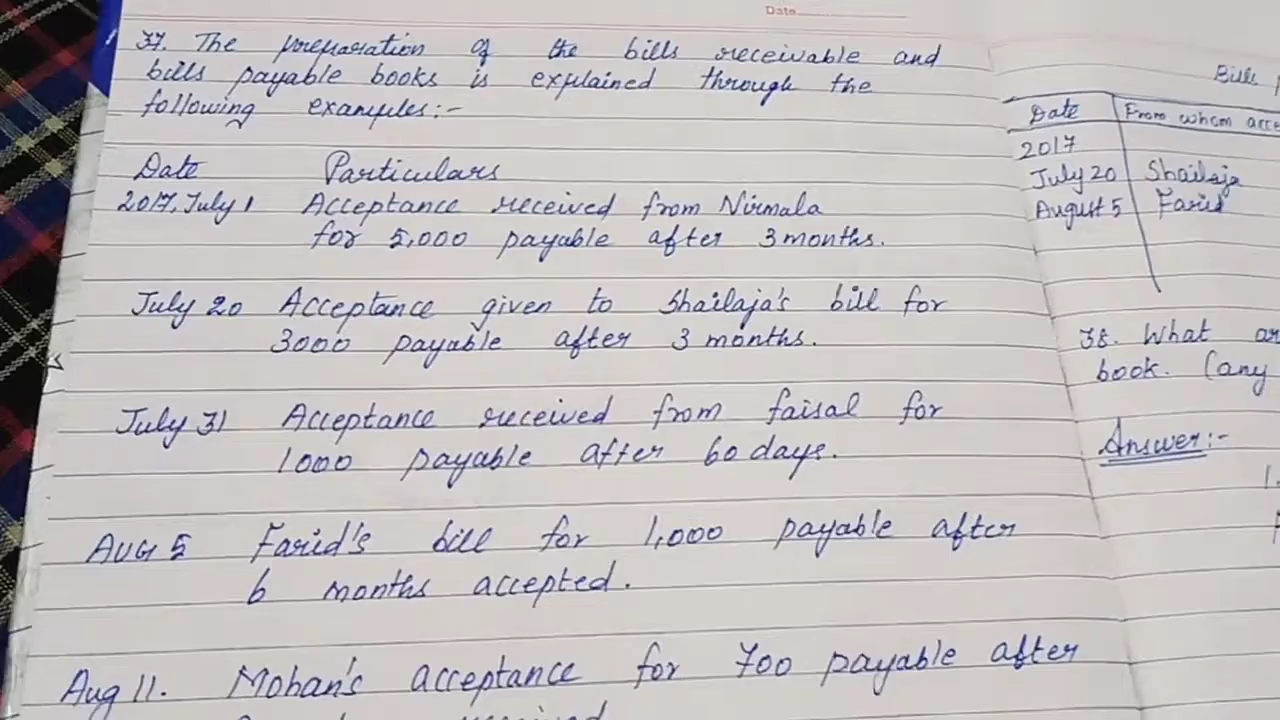 Date
37. The preparation of the bills receivable and
bills payable books is explained through the
following examples:-
Date Particulars
2017, July 1 Acceptance received from Nirmala
for 5,000 payable after 3 months.
July 20 Acceptance given to Shailaja's bill for
3000 payable after 3 months.
July 31 Acceptance received from faisal for
1000 payable after 60 days.
AUG 5 Farid's bill for 1,000 payable after
6 months accepted.
Aug 11. Mohan's acceptance for 700 payable after
received
Bills
Date From whom
2017
July 20 Shailaja
August 5 Farid
38. What
book. (any
Answer:-
1.